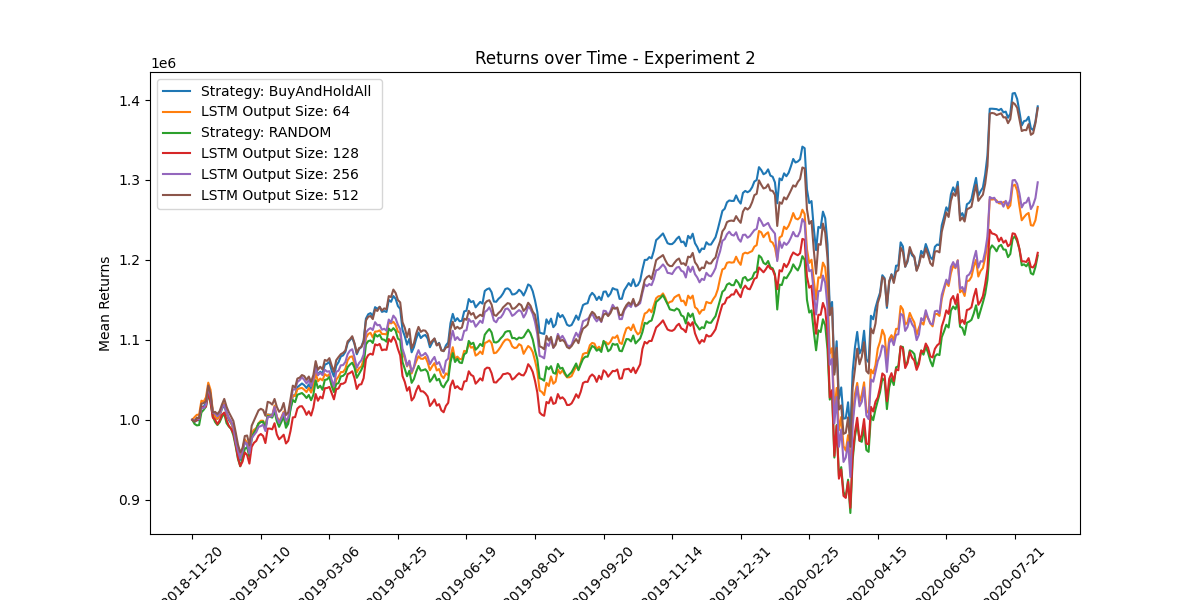 Returns over Time - Experiment 2
1e6
Mean Returns
1.4
1.3
1.2
1.1
1.0
0.9
Strategy: BuyAndHoldAll
LSTM Output Size: 64
Strategy: RANDOM
LSTM Output Size: 128
LSTM Output Size: 256
LSTM Output Size: 512
2018-11-20
2019-01-10
2019-03-06
2019-04-25
2019-06-19
2019-08-01
2019-09-20
2019-11-14
2019-12-31
2020-02-25
2020-04-15
2020-06-03
2020-07-21